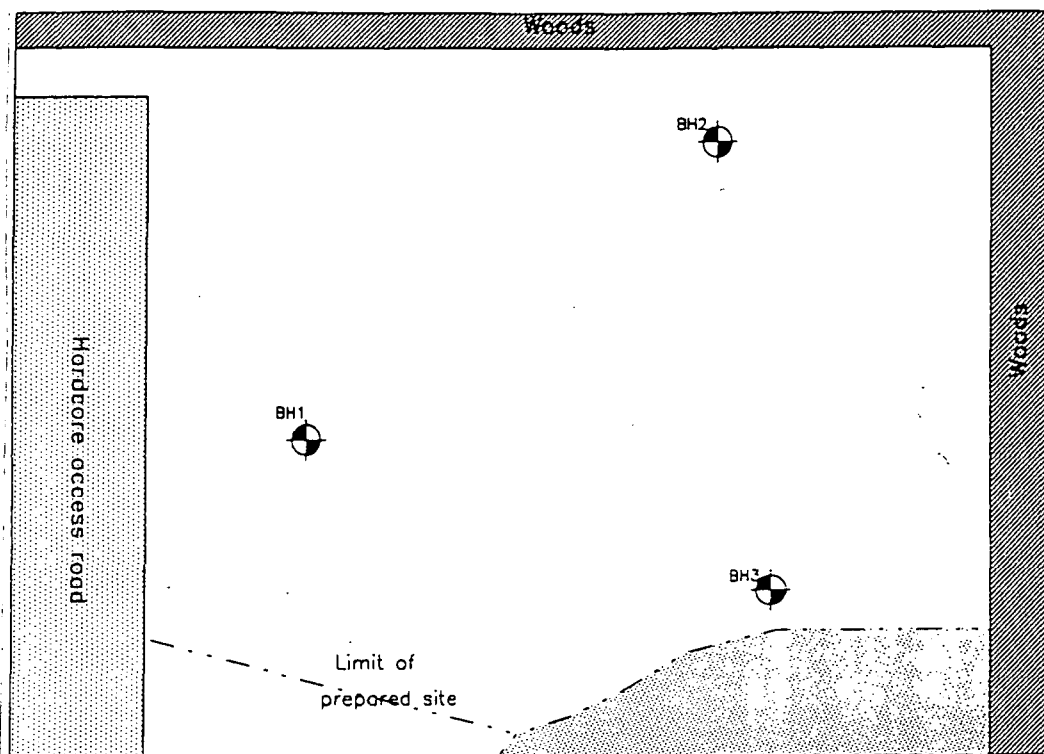 Woods
BH2
Woods
BH1
Hardcore access road
BH3
Limit of
prepared site